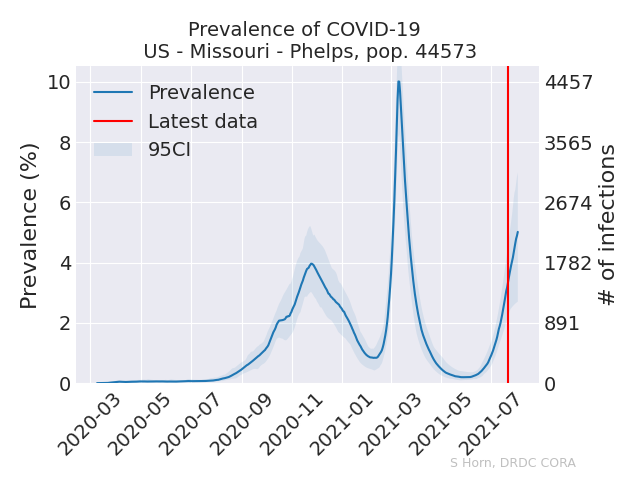 Prevalence of COVID-19
US - Missouri - Phelps, pop. 44573
Prevalence (%)
10
8
6
4
2
0
Prevalence
Latest data
95CI
4457
3565
2674
1782
891
0
# of infections
2020-03
2020-05
2020-07
2020-09
2020-11
2021-01
2021-03
2021-05
2021-07
S Horn, DRDC CORA